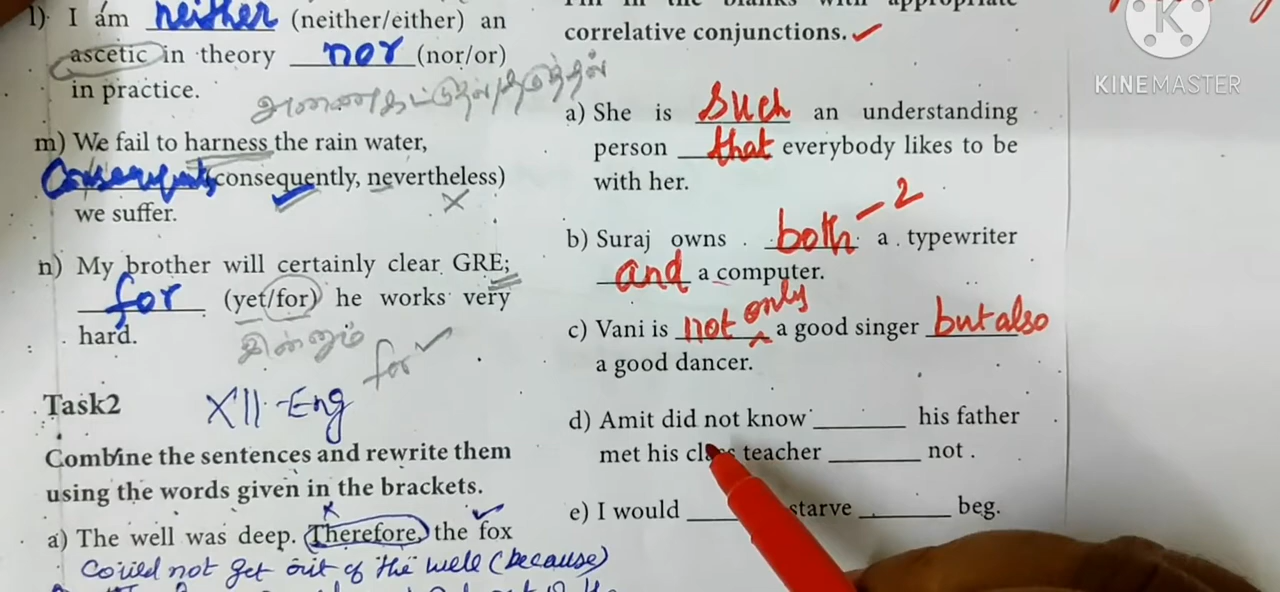 l) I am neither (neither/either) an
ascetic in theory nor (nor/or)
in practice.
m) We fail to harness the rain water,
Consequently (consequently, nevertheless)
we suffer.
n) My brother will certainly clear GRE;
for (yet/for) he works very
hard.
இன்னும்
for
Task2
XII - Eng
Combine the sentences and rewrite them
using the words given in the brackets.
a) The well was deep. Therefore, the fox
Could not get out of the well (because)
correlative conjunctions.
a) She is such an understanding
person that everybody likes to be
with her.
b) Suraj owns both - 2 a typewriter
and a computer.
c) Vani is not only a good singer but also
a good dancer.
d) Amit did not know ______ his father
met his class teacher ______ not .
e) I would ______ starve ______ beg.
K
KINEMASTER